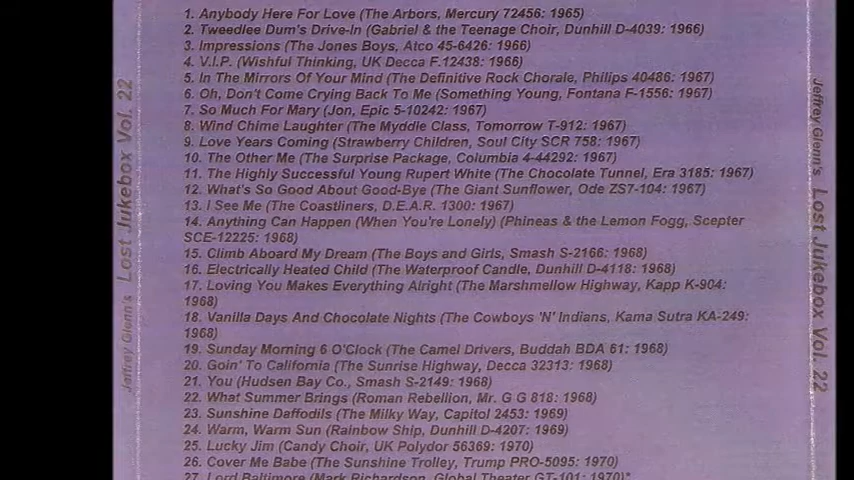 1. Anybody Here For Love (The Arbors, Mercury 72456: 1965)
2. Tweedlee Dum's Drive-In (Gabriel & the Teenage Choir, Dunhill D-4039: 1966)
3. Impressions (The Jones Boys, Atco 45-6426: 1966)
4. V.I.P. (Wishful Thinking, UK Decca F.12438: 1966)
5. In The Mirrors Of Your Mind (The Definitive Rock Chorale, Philips 40486: 1967)
6. Oh, Don't Come Crying Back To Me (Something Young, Fontana F-1556: 1967)
7. So Much For Mary (Jon, Epic 5-10242: 1967)
8. Wind Chime Laughter (The Myddle Class, Tomorrow T-912: 1967)
9. Love Years Coming (Strawberry Children, Soul City SCR 758: 1967)
10. The Other Me (The Surprise Package, Columbia 4-44292: 1967)
11. The Highly Successful Young Rupert White (The Chocolate Tunnel, Era 3185: 1967)
12. What's So Good About Good-Bye (The Giant Sunflower, Ode ZS7-104: 1967)
13. I See Me (The Coastliners, D.E.A.R. 1300: 1967)
14. Anything Can Happen (When You're Lonely) (Phineas & the Lemon Fogg, Scepter
SCE-12225: 1968)
15. Climb Aboard My Dream (The Boys and Girls, Smash S-2166: 1968)
16. Electrically Heated Child (The Waterproof Candle, Dunhill D-4118: 1968)
17. Loving You Makes Everything Alright (The Marshmellow Highway, Kapp K-904:
1968)
18. Vanilla Days And Chocolate Nights (The Cowboys 'N' Indians, Kama Sutra KA-249:
1968)
19. Sunday Morning 6 O'Clock (The Camel Drivers, Buddah BDA 61: 1968)
20. Goin' To California (The Sunrise Highway, Decca 32313: 1968)
21. You (Hudsen Bay Co., Smash S-2149: 1968)
22. What Summer Brings (Roman Rebellion, Mr. G G 818: 1968)
23. Sunshine Daffodils (The Milky Way, Capitol 2453: 1969)
24. Warm, Warm Sun (Rainbow Ship, Dunhill D-4207: 1969)
25. Lucky Jim (Candy Choir, UK Polydor 56369: 1970)
26. Cover Me Babe (The Sunshine Trolley, Trump PRO-5095: 1970)
27. Lord Baltimore (Mark Richardson, Global Theater GT-101: 1970)*
Jeffrey Glenn's Lost Jukebox Vol. 22
Jeffrey Glenn's Lost Jukebox Vol. 22